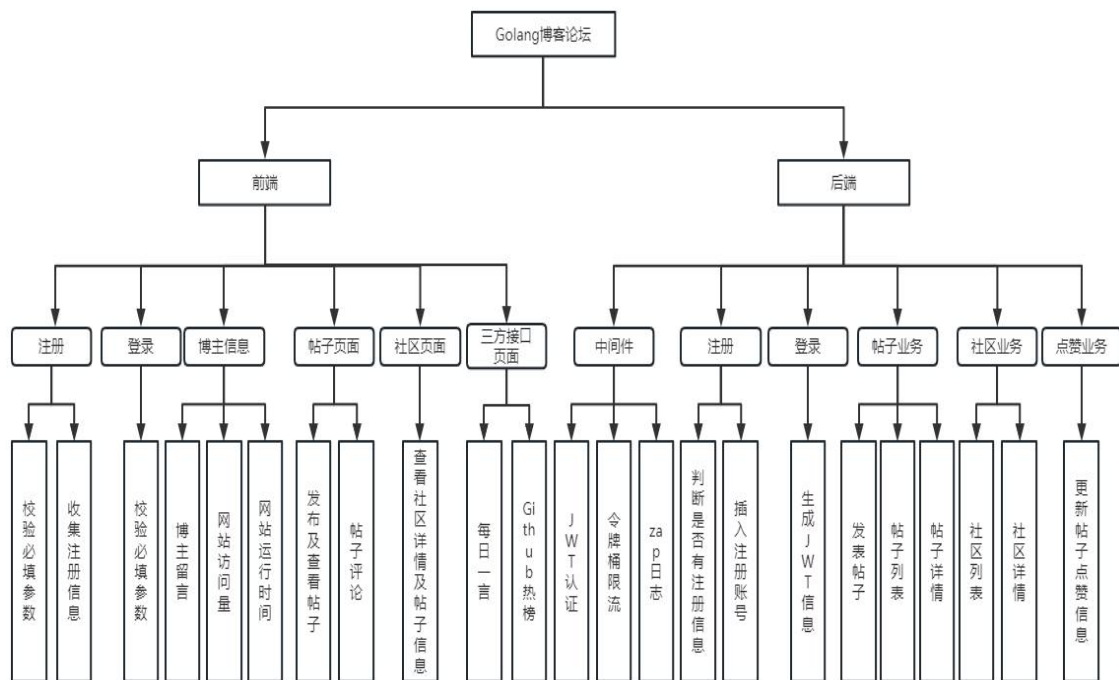 Golang博客论坛
前端
后端
注册
登录
博主信息
帖子页面
社区页面
三方接口
页面
中间件
注册
登录
帖子业务
社区业务
点赞业务
校验必填参数
收集注册信息
校验必填参数
博主留言
网站访问量
网站运行时间
发布及查看帖子
帖子评论
查看社区详情及帖子信息
每日一言
Github热榜
JWT认证
令牌桶限流
zap日志
判断是否有注册信息
插入注册账号
生成JWT信息
发表帖子
帖子列表
帖子详情
社区列表
社区详情
更新帖子点赞信息